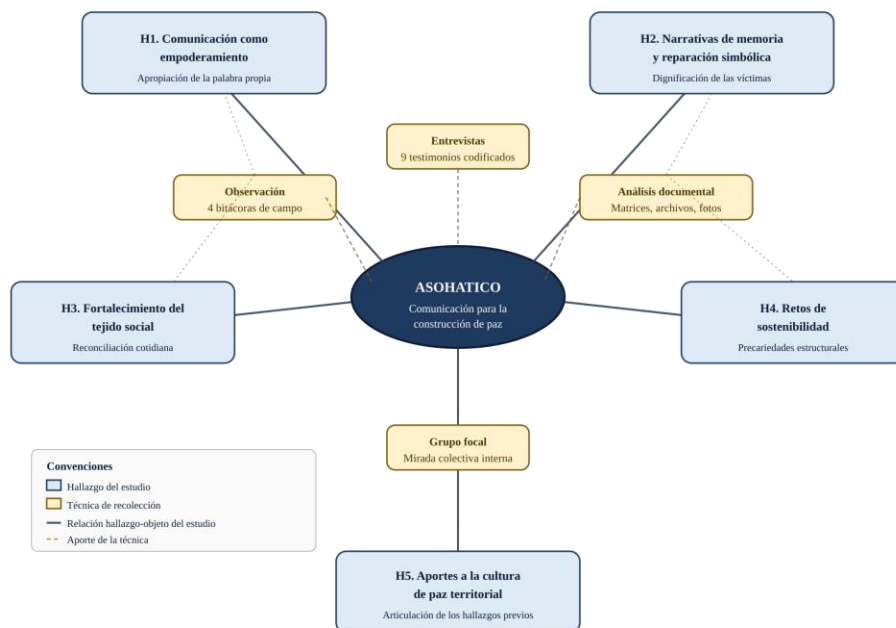 H1. Comunicación como
empoderamiento
Apropiación de la palabra propia
H2. Narrativas de memoria
y reparación simbólica
Dignificación de las víctimas
Entrevistas
9 testimonios codificados
Observación
4 bitácoras de campo
Análisis documental
Matrices, archivos, fotos
ASOHATICO
Comunicación para la
construcción de paz
H3. Fortalecimiento del
tejido social
Reconciliación cotidiana
H4. Retos de
sostenibilidad
Precariedades estructurales
Grupo focal
Mirada colectiva interna
Convenciones
Hallazgo del estudio
Técnica de recolección
Relación hallazgo-objeto del estudio
Aporte de la técnica
H5. Aportes a la cultura
de paz territorial
Articulación de los hallazgos previos